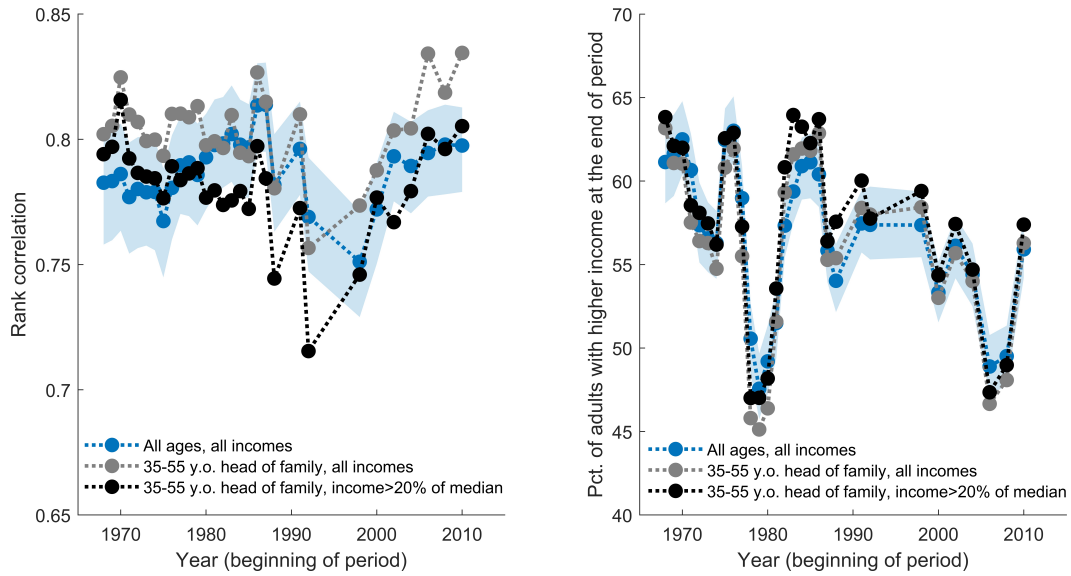 0.85
0.8
0.75
0.7
0.65
Rank correlation
All ages, all incomes
35-55 y.o. head of family, all incomes
35-55 y.o. head of family, income>20% of median
1970
1980
1990
2000
2010
Year (beginning of period)
70
65
60
55
50
45
40
Pct. of adults with higher income at the end of period
All ages, all incomes
35-55 y.o. head of family, all incomes
35-55 y.o. head of family, income>20% of median
1970
1980
1990
2000
2010
Year (beginning of period)